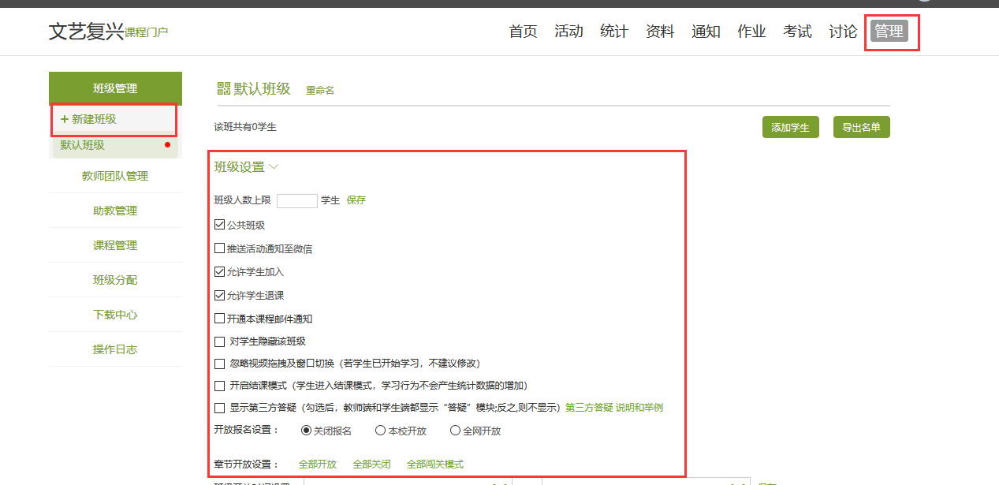 文艺复兴课程门户
首页 活动 统计 资料 通知 作业 考试 讨论 管理
班级管理
+ 新建班级
默认班级
教师团队管理
助教管理
课程管理
班级分配
下载中心
操作日志
默认班级 重命名
该班共有0学生 添加学生 导出名单
班级设置
班级人数上限 学生 保存
公共班级
推送活动通知至微信
允许学生加入
允许学生退课
开通本课程邮件通知
对学生隐藏该班级
忽略视频拖拽及窗口切换（若学生已开始学习，不建议修改）
开启结课模式（学生进入结课模式，学习行为不会产生统计数据的增加）
显示第三方答疑（勾选后，教师端和学生端都显示“答疑”模块;反之,则不显示）第三方答疑 说明和举例
开放报名设置： 关闭报名 本校开放 全网开放
章节开放设置： 全部开放 全部关闭 全部闯关模式